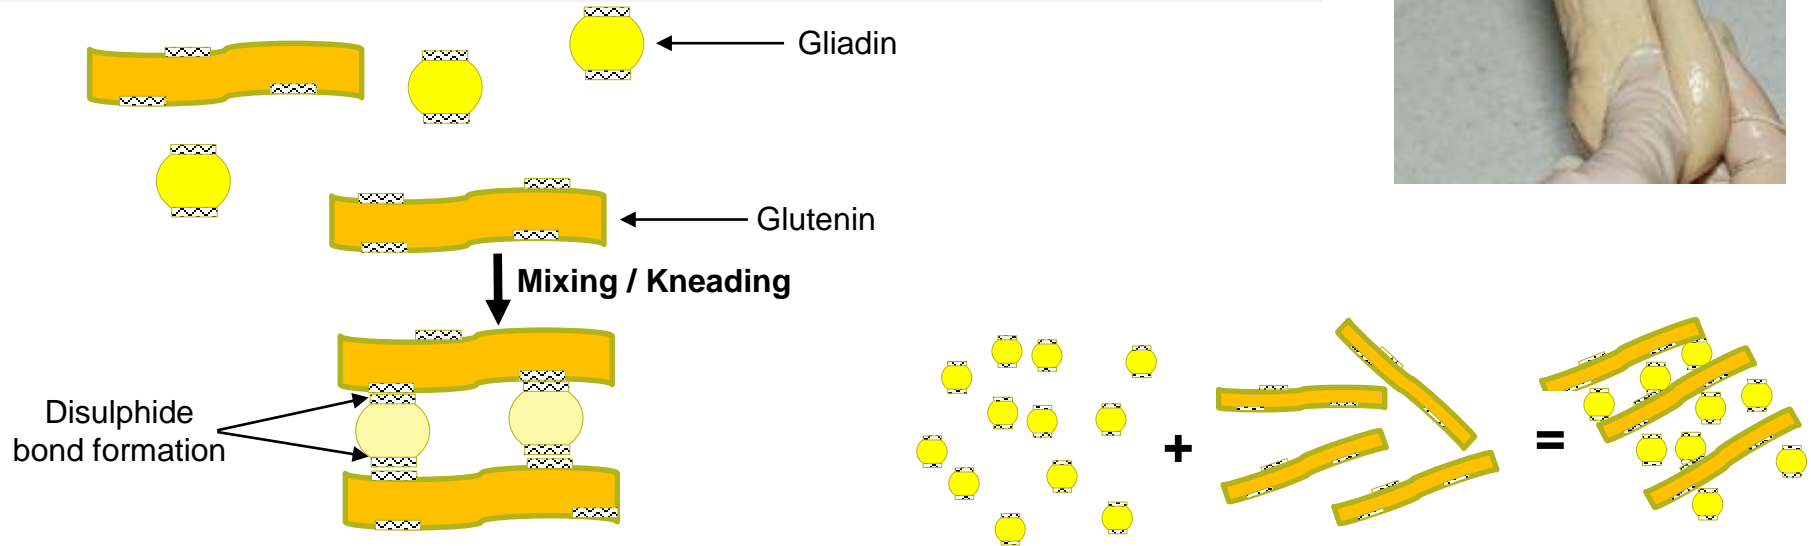 Gliadin
Glutenin
Mixing / Kneading
Disulphide
bond formation
+
=